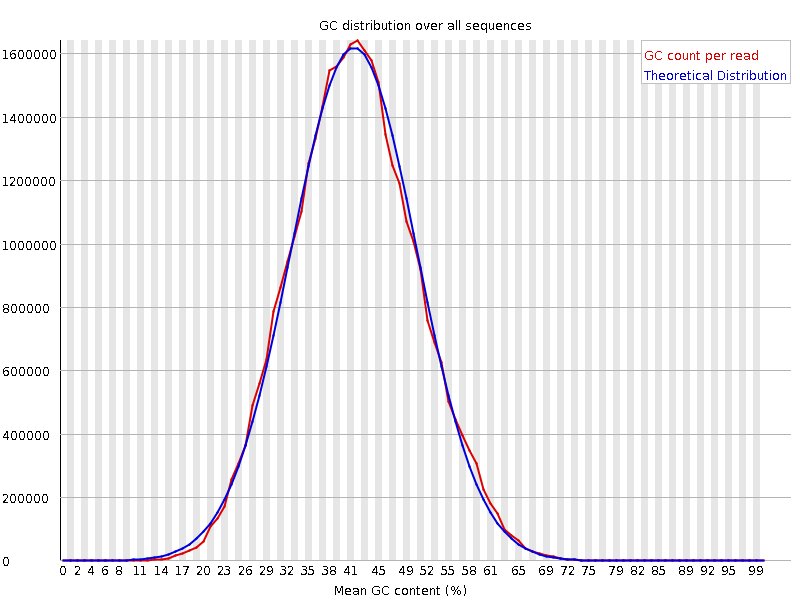 GC distribution over all sequences
GC count per read
Theoretical Distribution
1600000
1400000
1200000
1000000
800000
600000
400000
200000
0
0 2 4 6 8 11 14 17 20 23 26 29 32 35 38 41 45 49 52 55 58 61 65 69 72 75 79 82 85 89 92 95 99
Mean GC content (%)